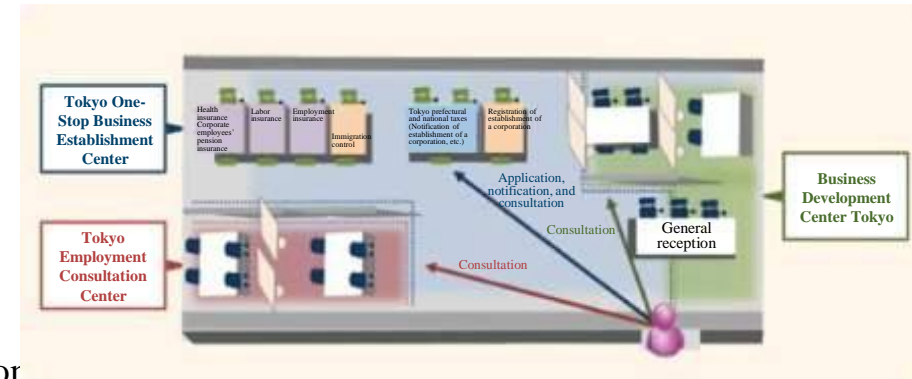 Tokyo One-
Stop Business
Establishment
Center
Health
insurance
Corporate
employees'
pension
insurance
Labor
insurance
Employment
insurance
Immigration
control
Tokyo prefectural
and national taxes
(Notification of
establishment of a
corporation, etc.)
Registration of
establishment of
a corporation
Application,
notification, and
consultation
Consultation
General
reception
Business
Development
Center Tokyo
Tokyo
Employment
Consultation
Center
Consultation